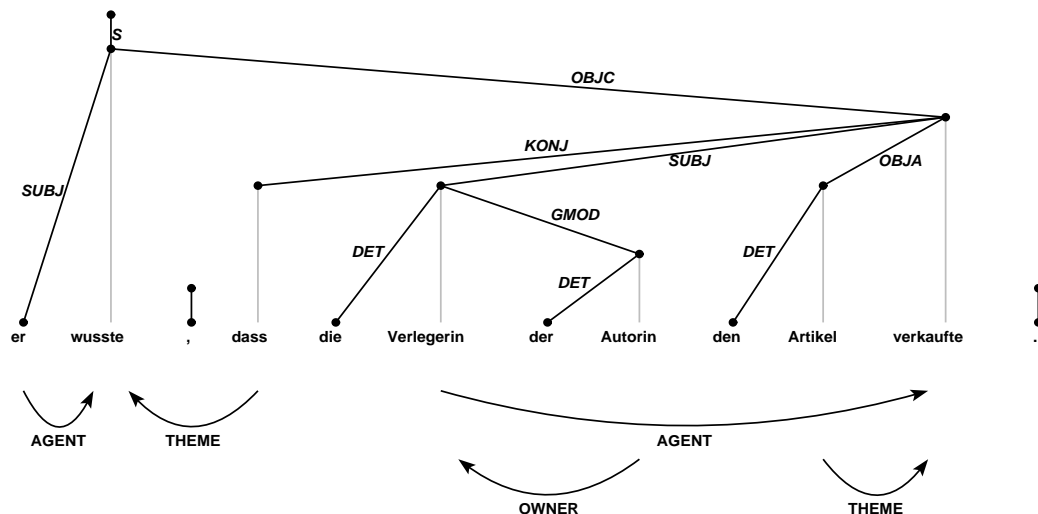 S
OBJC
KONJ
SUBJ
OBJA
SUBJ
GMOD
DET
DET
DET
er wusste , dass die Verlegerin der Autorin den Artikel verkaufte .
AGENT THEME AGENT
OWNER THEME